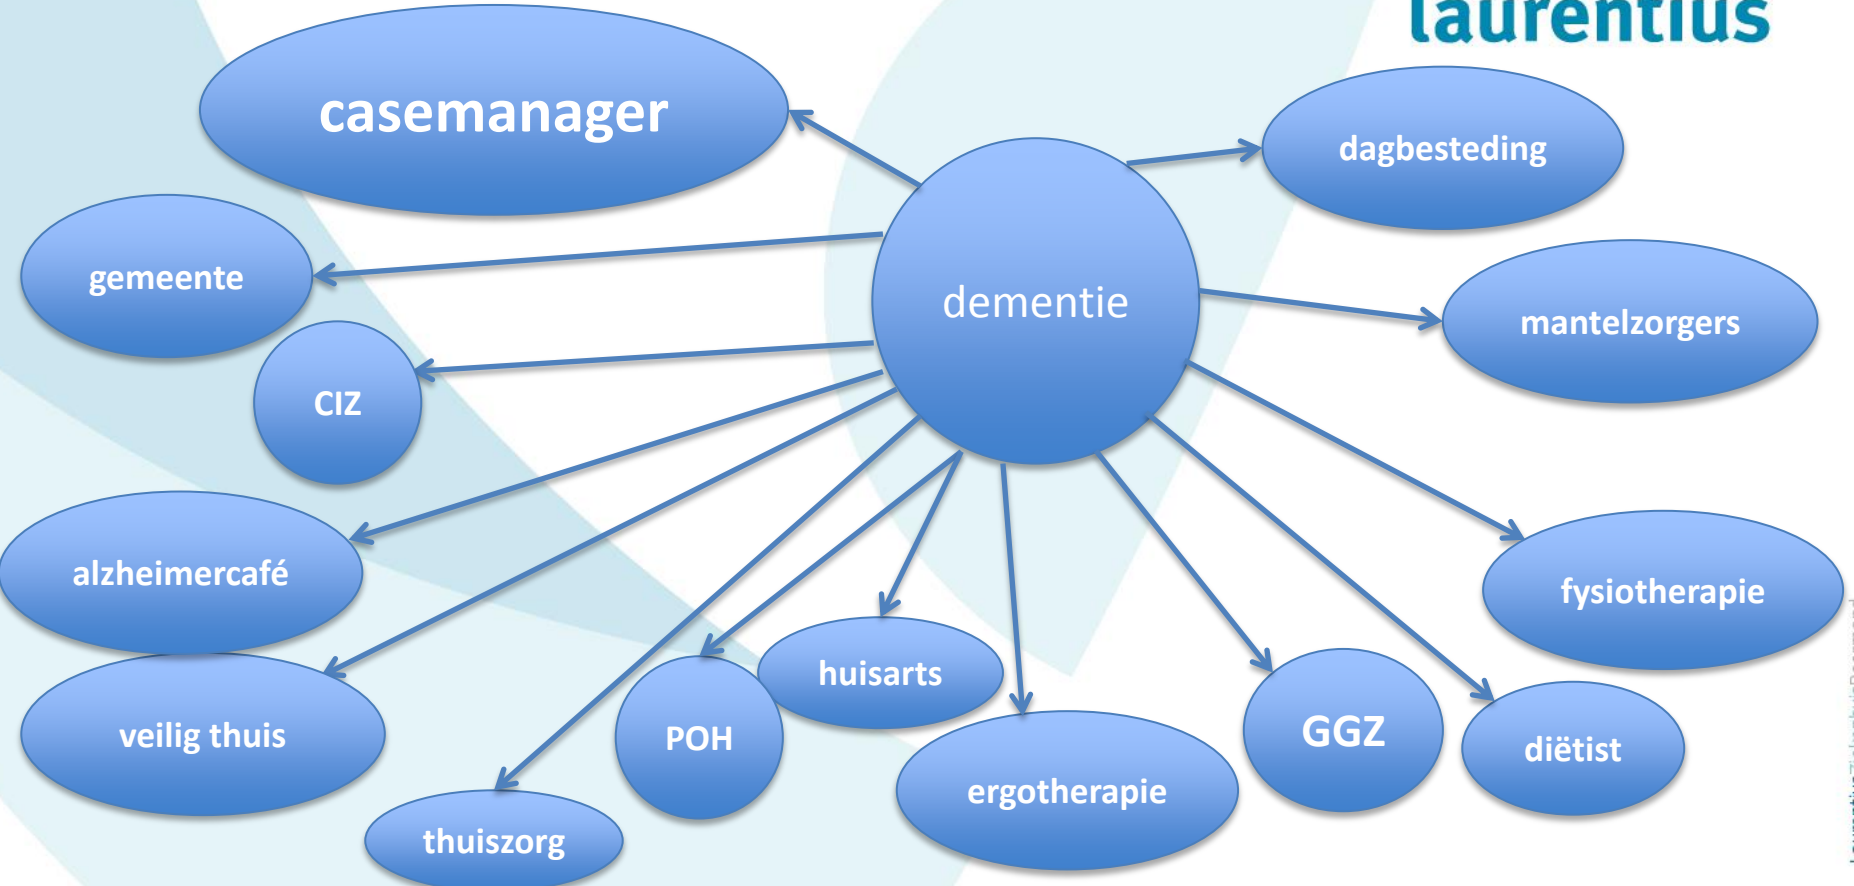 laurentius
casemanager
dagbesteding
gemeente
dementie
mantelzorgers
CIZ
alzheimercafé
fysiotherapie
huisarts
veilig thuis
POH
GGZ
diëtist
ergotherapie
thuiszorg